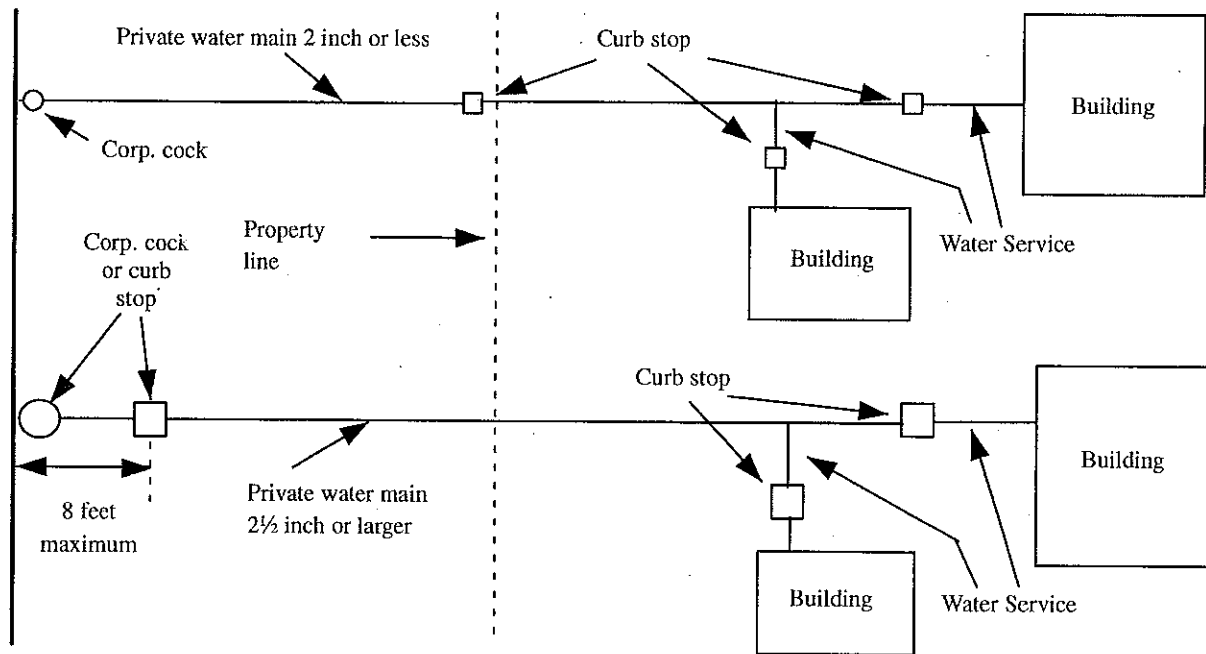 Private water main 2 inch or less
Curb stop
Building
Corp. cock
Corp. cock
or curb
stop
Property
line
Building
Water Service
Curb stop
Building
8 feet
maximum
Private water main
2½ inch or larger
Building
Water Service